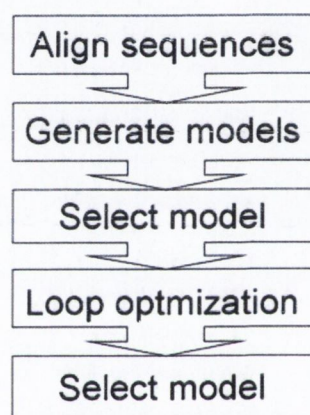 Align sequences
Generate models
Select model
Loop optmization
Select model